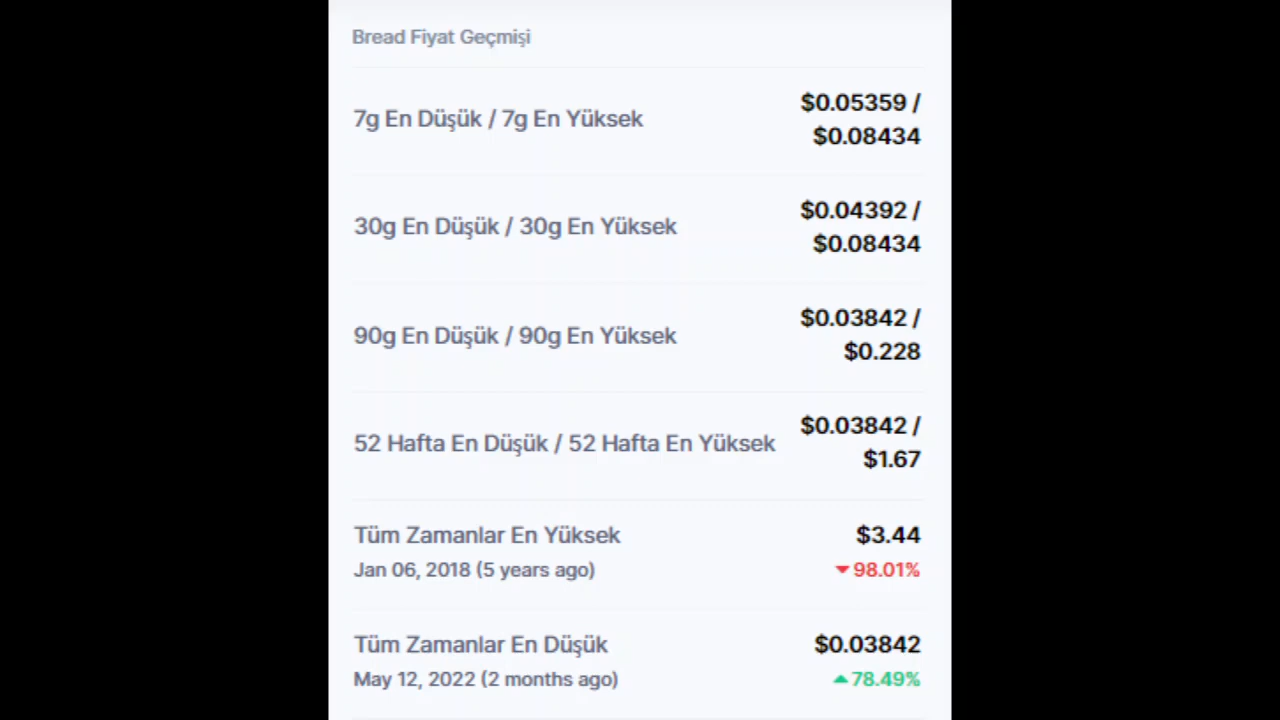 Bread Fiyat Geçmişi
7g En Düşük / 7g En Yüksek
$0.05359 /
$0.08434
30g En Düşük / 30g En Yüksek
$0.04392 /
$0.08434
90g En Düşük / 90g En Yüksek
$0.03842 /
$0.228
52 Hafta En Düşük / 52 Hafta En Yüksek
$0.03842 /
$1.67
Tüm Zamanlar En Yüksek
$3.44
Jan 06, 2018 (5 years ago)
98.01%
Tüm Zamanlar En Düşük
$0.03842
May 12, 2022 (2 months ago)
78.49%